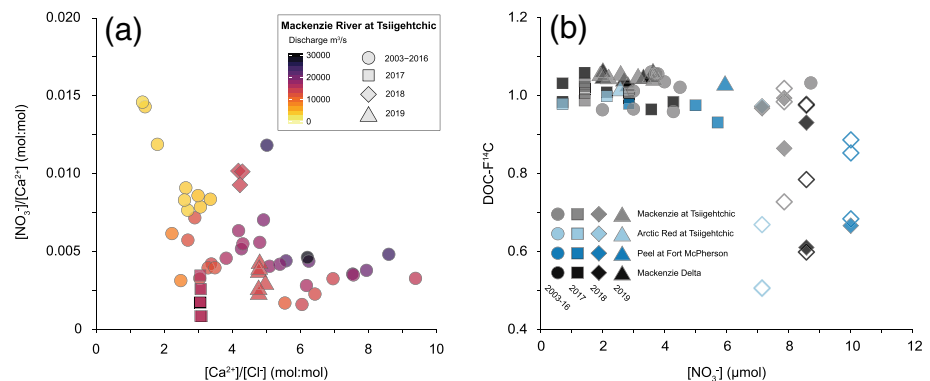 (a)
Mackenzie River at Tsiigehtchic
Discharge m³/s
30000
20000
10000
0
2003–2016
2017
2018
2019
0.020
0.015
0.010
0.005
0
[NO₃⁻]/[Ca²⁺] (mol:mol)
0 2 4 6 8 10
[Ca²⁺]/[Cl⁻] (mol:mol)
(b)
1.2
1.0
0.8
0.6
0.4
DOC-F¹⁴C
Mackenzie at Tsiigehtchic
Arctic Red at Tsiigehtchic
Peel at Fort McPherson
Mackenzie Delta
2003-16 2017 2018 2019
0 2 4 6 8 10 12
[NO₃⁻] (µmol)